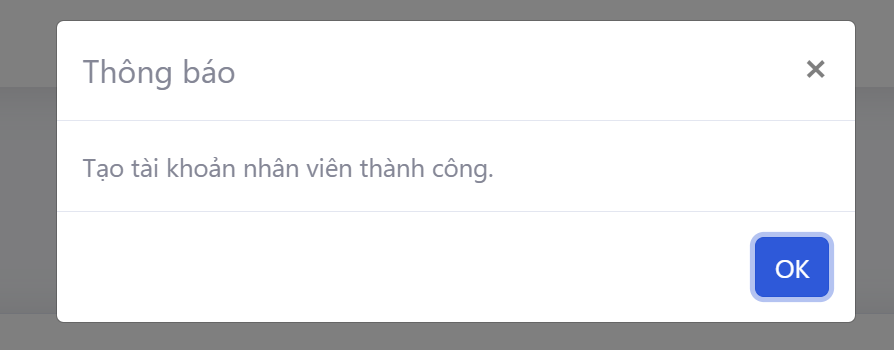 Thông báo
Tạo tài khoản nhân viên thành công.
OK